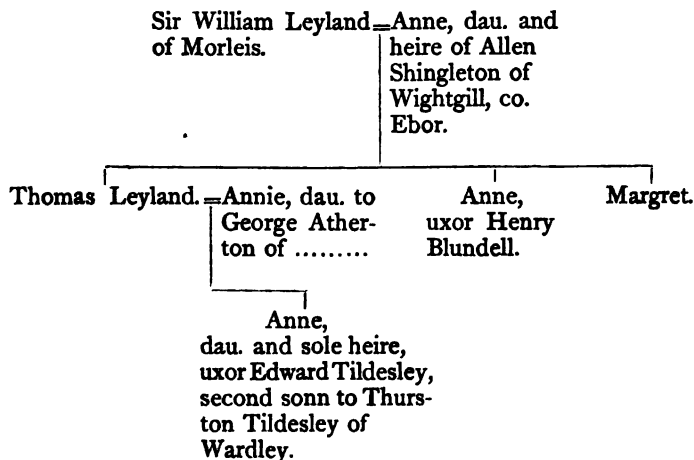 Sir William Leyland=Anne, dau. and
of Morleis.
heire of Allen
Shingleton of
Wightgill, co.
Ebor.
Thomas Leyland.=Annie, dau. to
George Ather-
ton of .........
Anne,
uxor Henry
Blundell.
Margret.
Anne,
dau. and sole heire,
uxor Edward Tildesley,
second sonn to Thurs-
ton Tildesley of
Wardley.